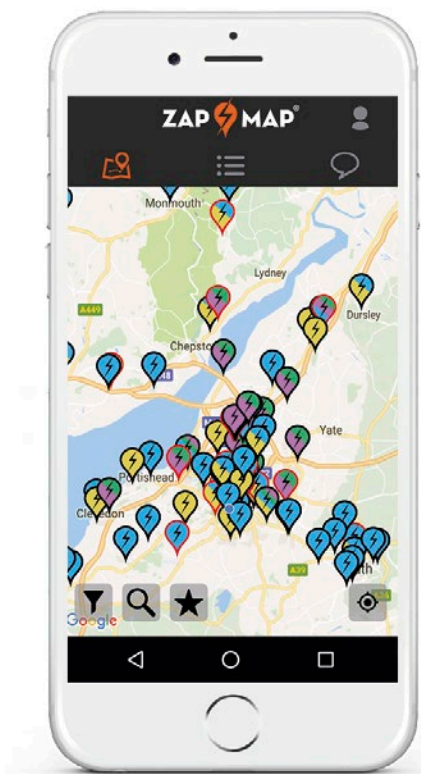 ZAP MAP®
Monmouth
Lydney
Dursley
A449
Chepstow
A48
Yate
Portishead
Clevedon
A39
Google